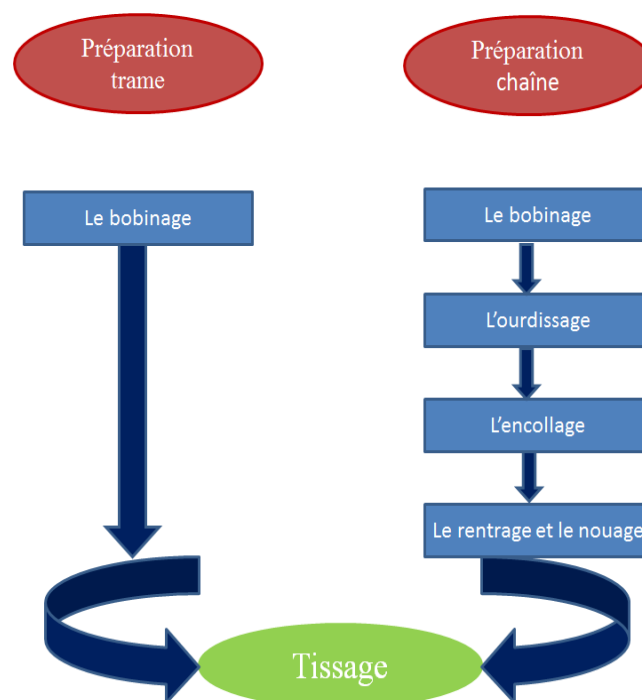 Préparation
trame
Préparation
chaîne
Le bobinage
Le bobinage
L'ourdissage
L'encollage
Le rentrage et le nouage
Tissage